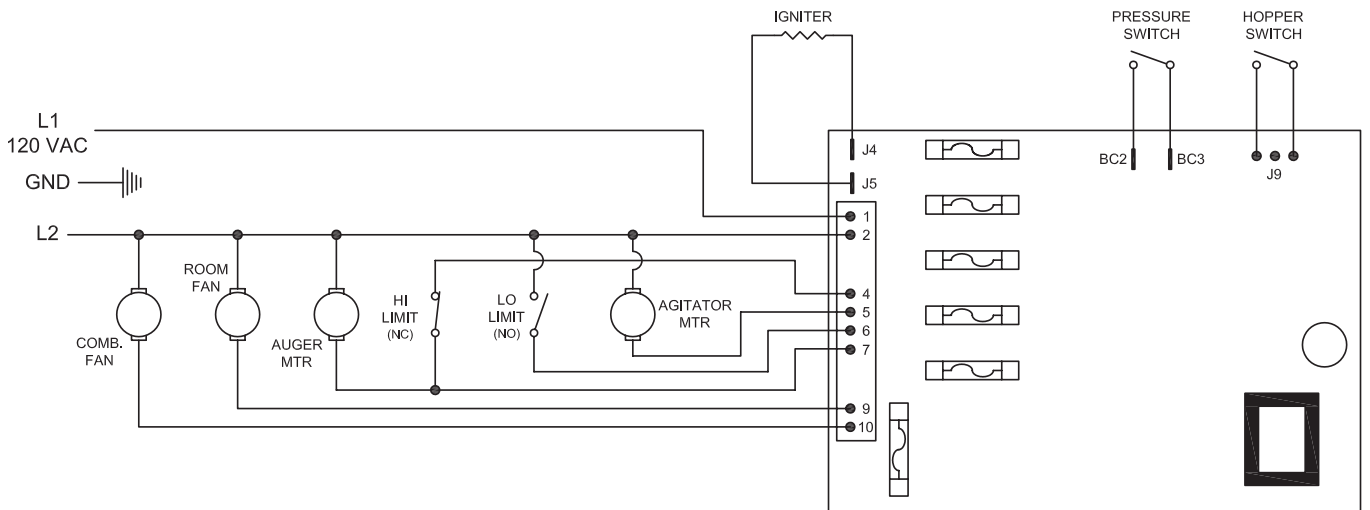 IGNITER
PRESSURE
SWITCH
HOPPER
SWITCH
L1
120 VAC
GND
L2
J4
J5
BC2
BC3
J9
1
2
4
5
6
7
9
10
COMB.
FAN
ROOM
FAN
AUGER
MTR
HI
LIMIT
(NC)
LO
LIMIT
(NO)
AGITATOR
MTR